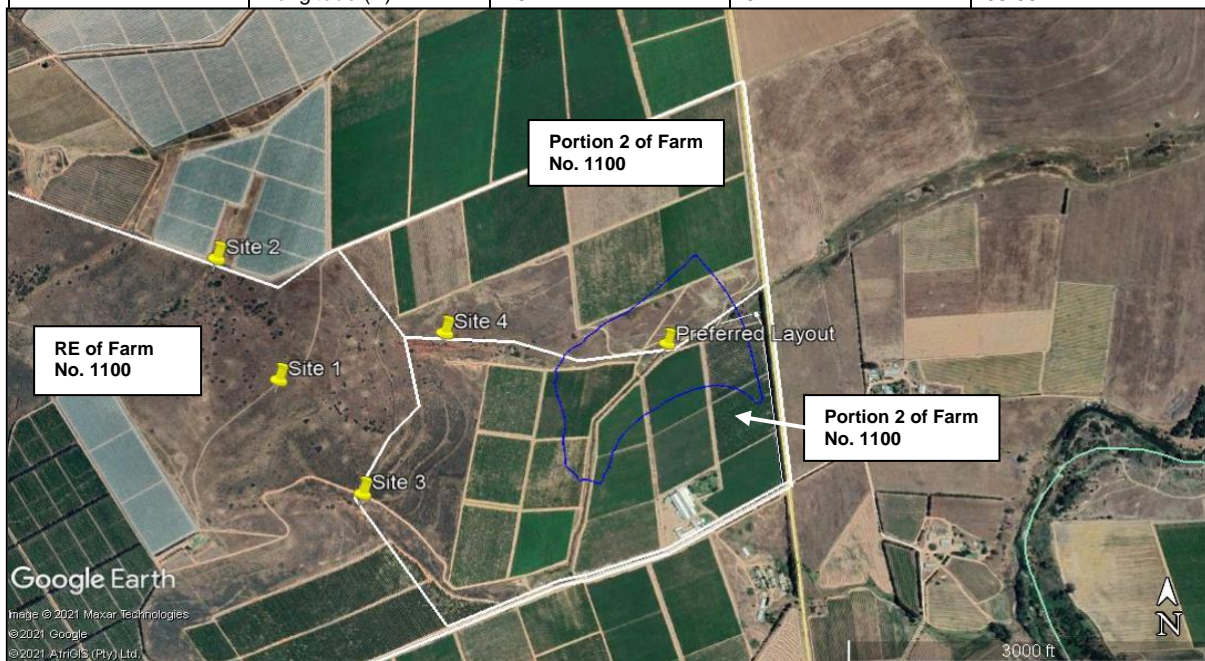 Portion 2 of Farm
No. 1100
Site 2
Site 4
Preferred Layout
RE of Farm
No. 1100
Site 1
Portion 2 of Farm
No. 1100
Site 3
Google Earth
Image © 2021 Maxar Technologies
© 2021 Google
© 2021 AfriGIS (Pty) Ltd.
N
3000 ft